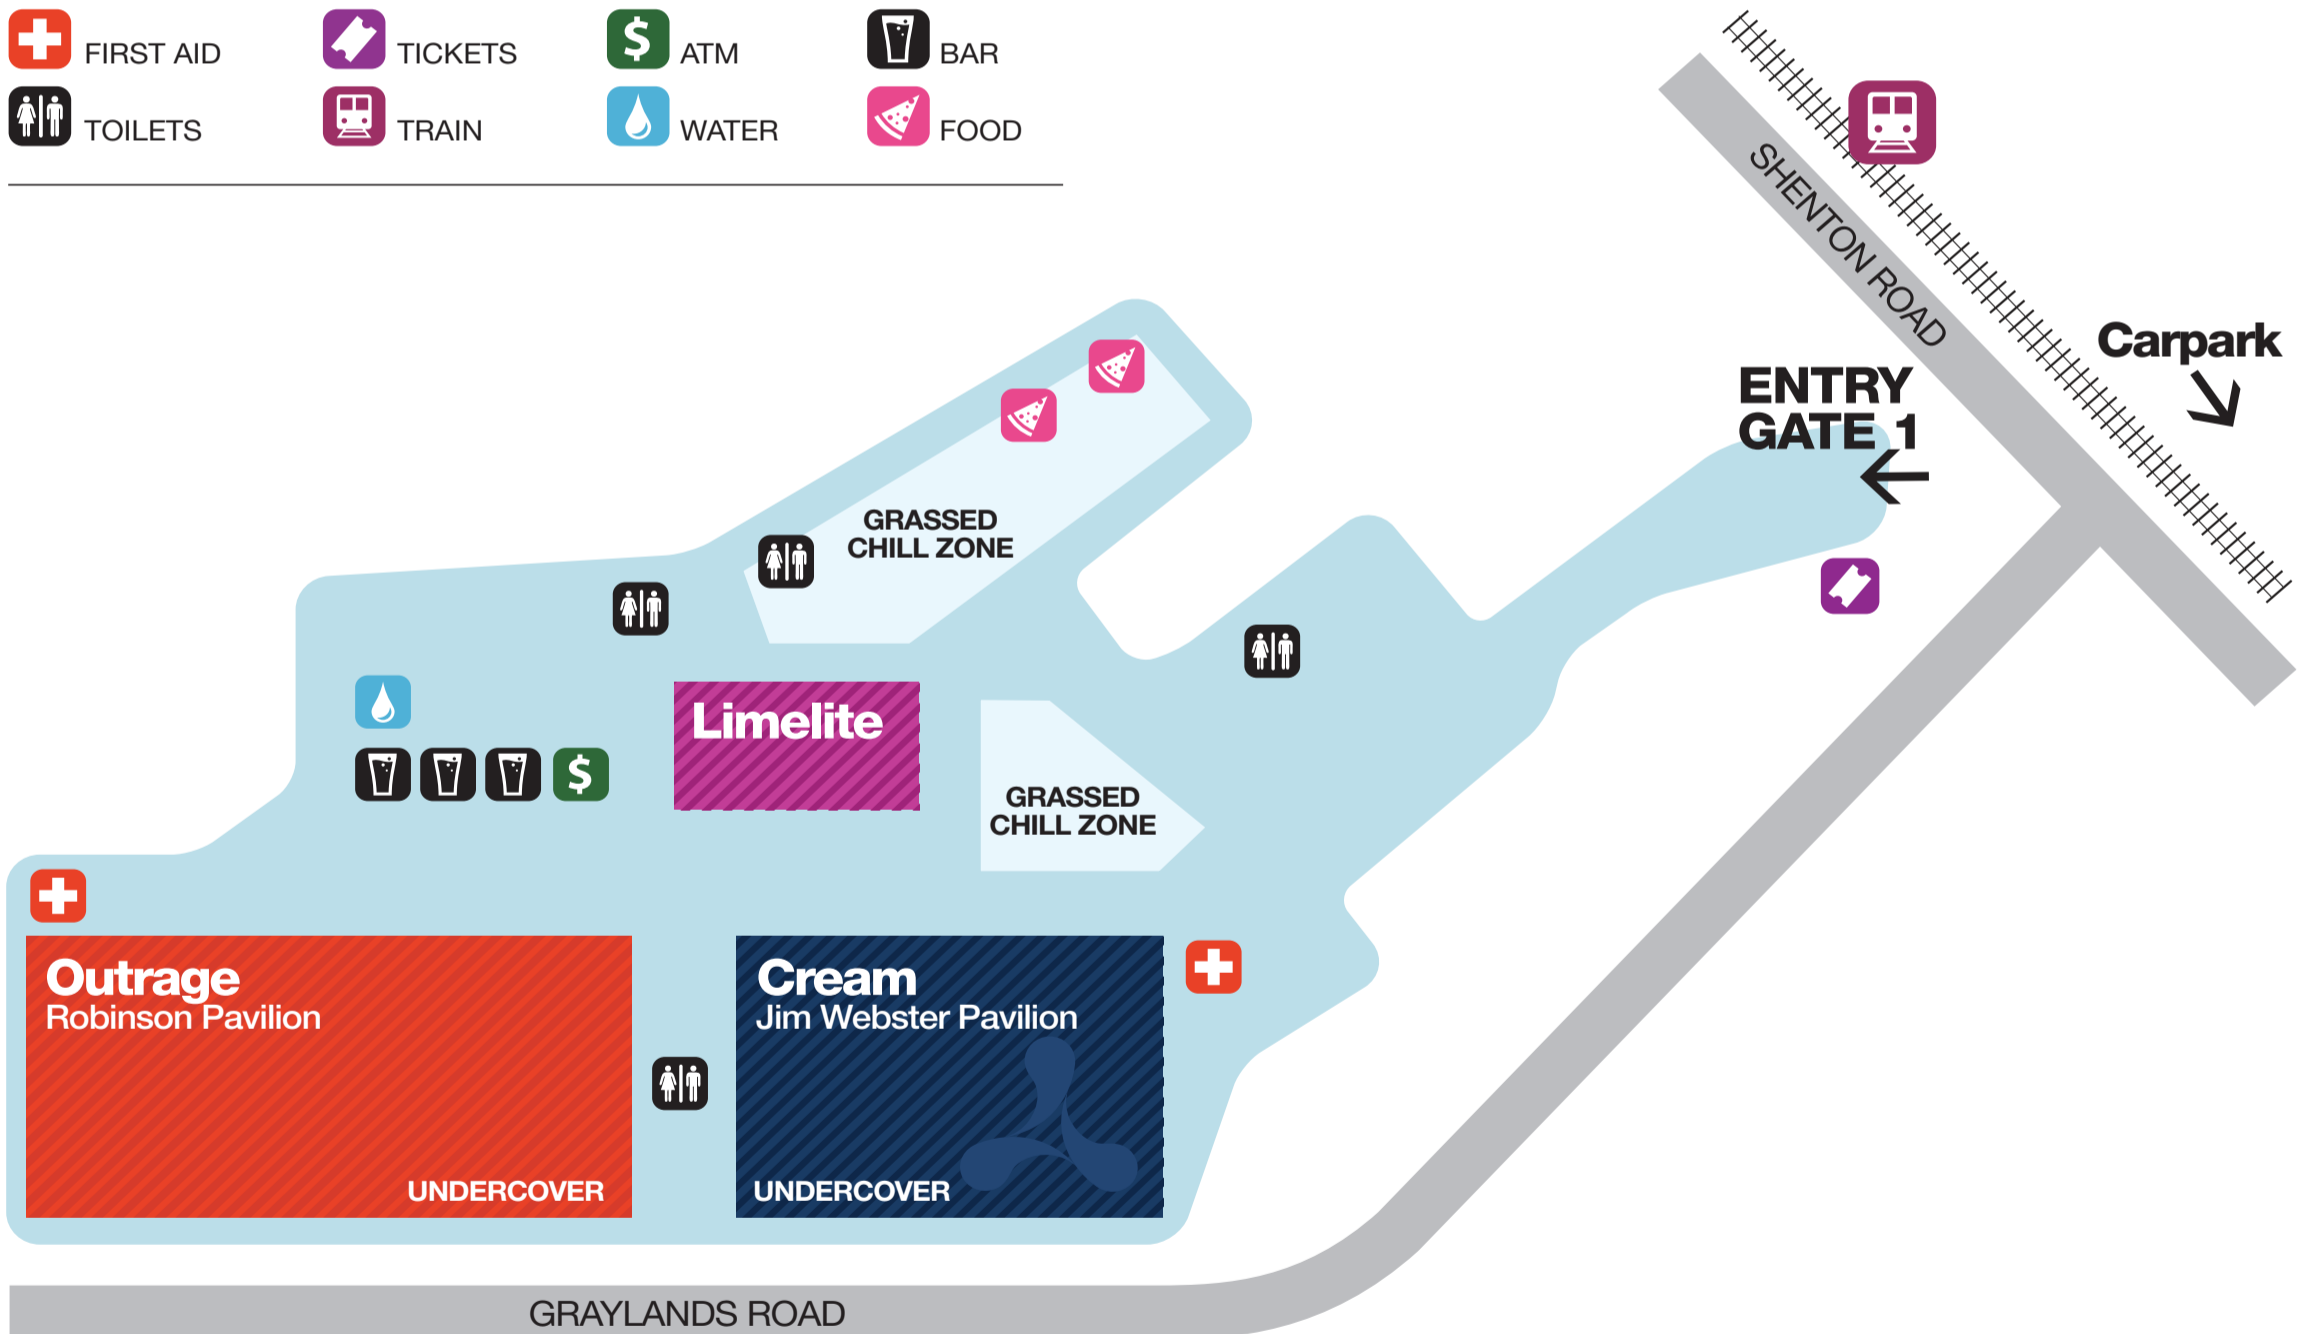 FIRST AID
TICKETS
ATM
BAR
TOILETS
TRAIN
WATER
FOOD
SHENTON ROAD
Carpark
ENTRY
GATE 1
GRASSED
CHILL ZONE
Limelite
GRASSED
CHILL ZONE
Outrage
Robinson Pavilion
UNDERCOVER
Cream
Jim Webster Pavilion
UNDERCOVER
GRAYLANDS ROAD